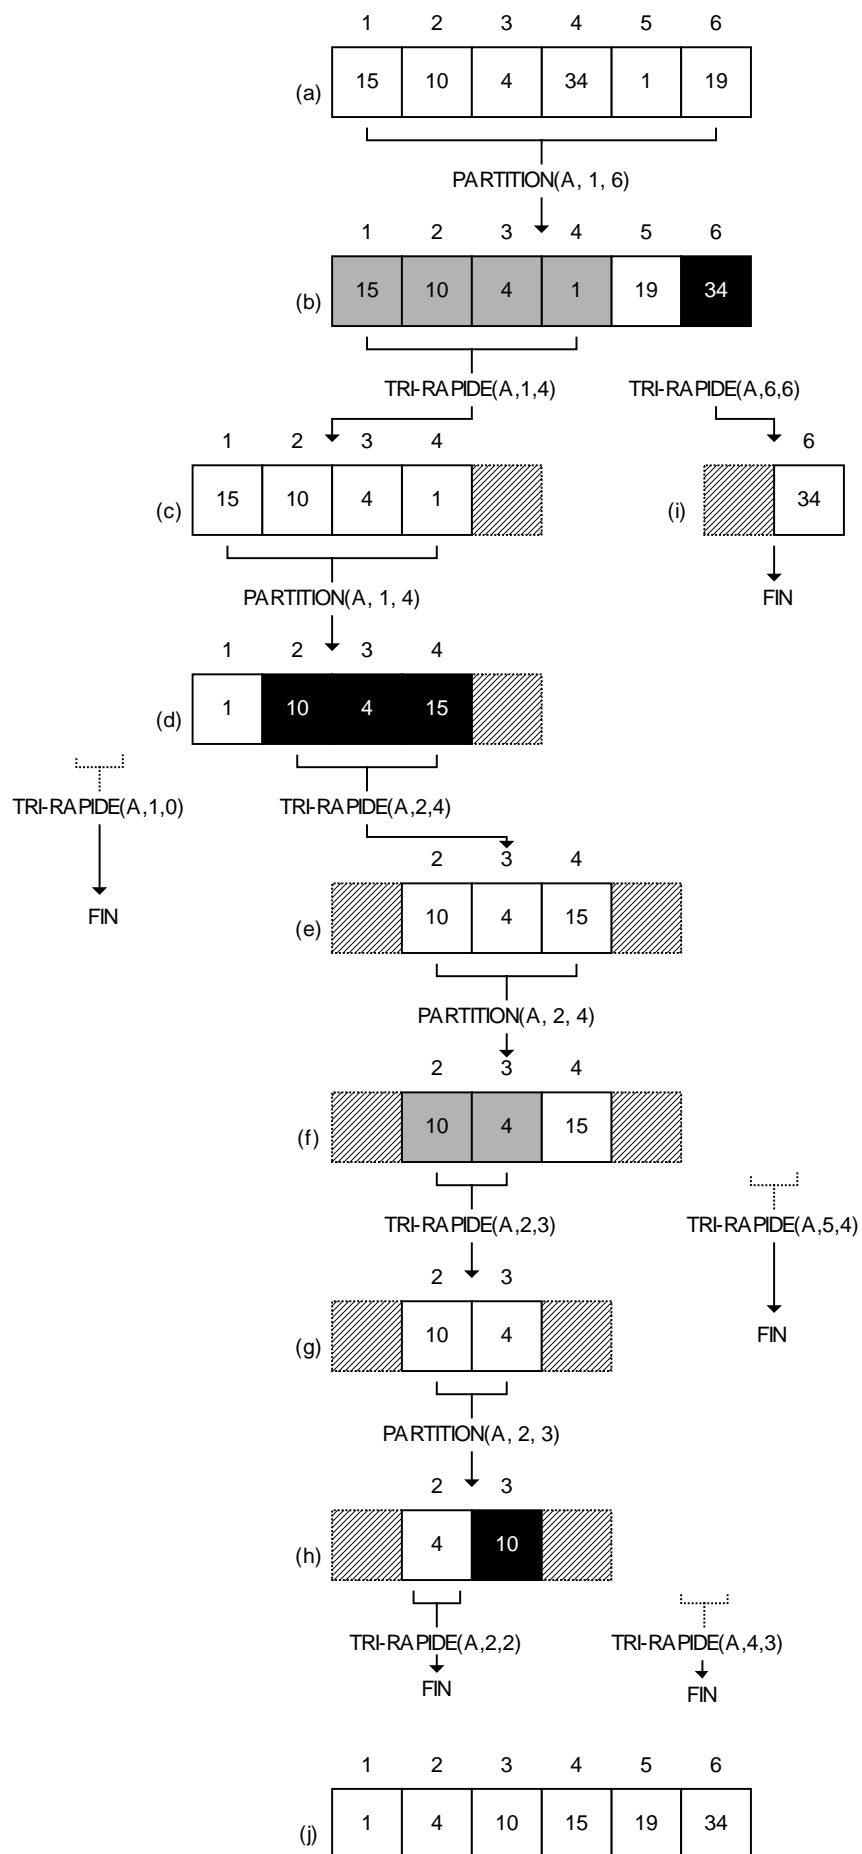 1 2 3 4 5 6
(a) 15 10 4 34 1 19
PARTITION(A, 1, 6)
1 2 3 4 5 6
(b) 15 10 4 1 19 34
TRI-RAPIDE(A,1,4) TRI-RAPIDE(A,6,6)
1 2 3 4 6
(c) 15 10 4 1 (i) 34
PARTITION(A, 1, 4) FIN
1 2 3 4
(d) 1 10 4 15
TRI-RAPIDE(A,1,0) TRI-RAPIDE(A,2,4)
2 3 4
FIN (e) 10 4 15
PARTITION(A, 2, 4)
2 3 4
(f) 10 4 15
TRI-RAPIDE(A,2,3) TRI-RAPIDE(A,5,4)
2 3
(g) 10 4 FIN
PARTITION(A, 2, 3)
2 3
(h) 4 10
TRI-RAPIDE(A,2,2) TRI-RAPIDE(A,4,3)
FIN FIN
1 2 3 4 5 6
(j) 1 4 10 15 19 34